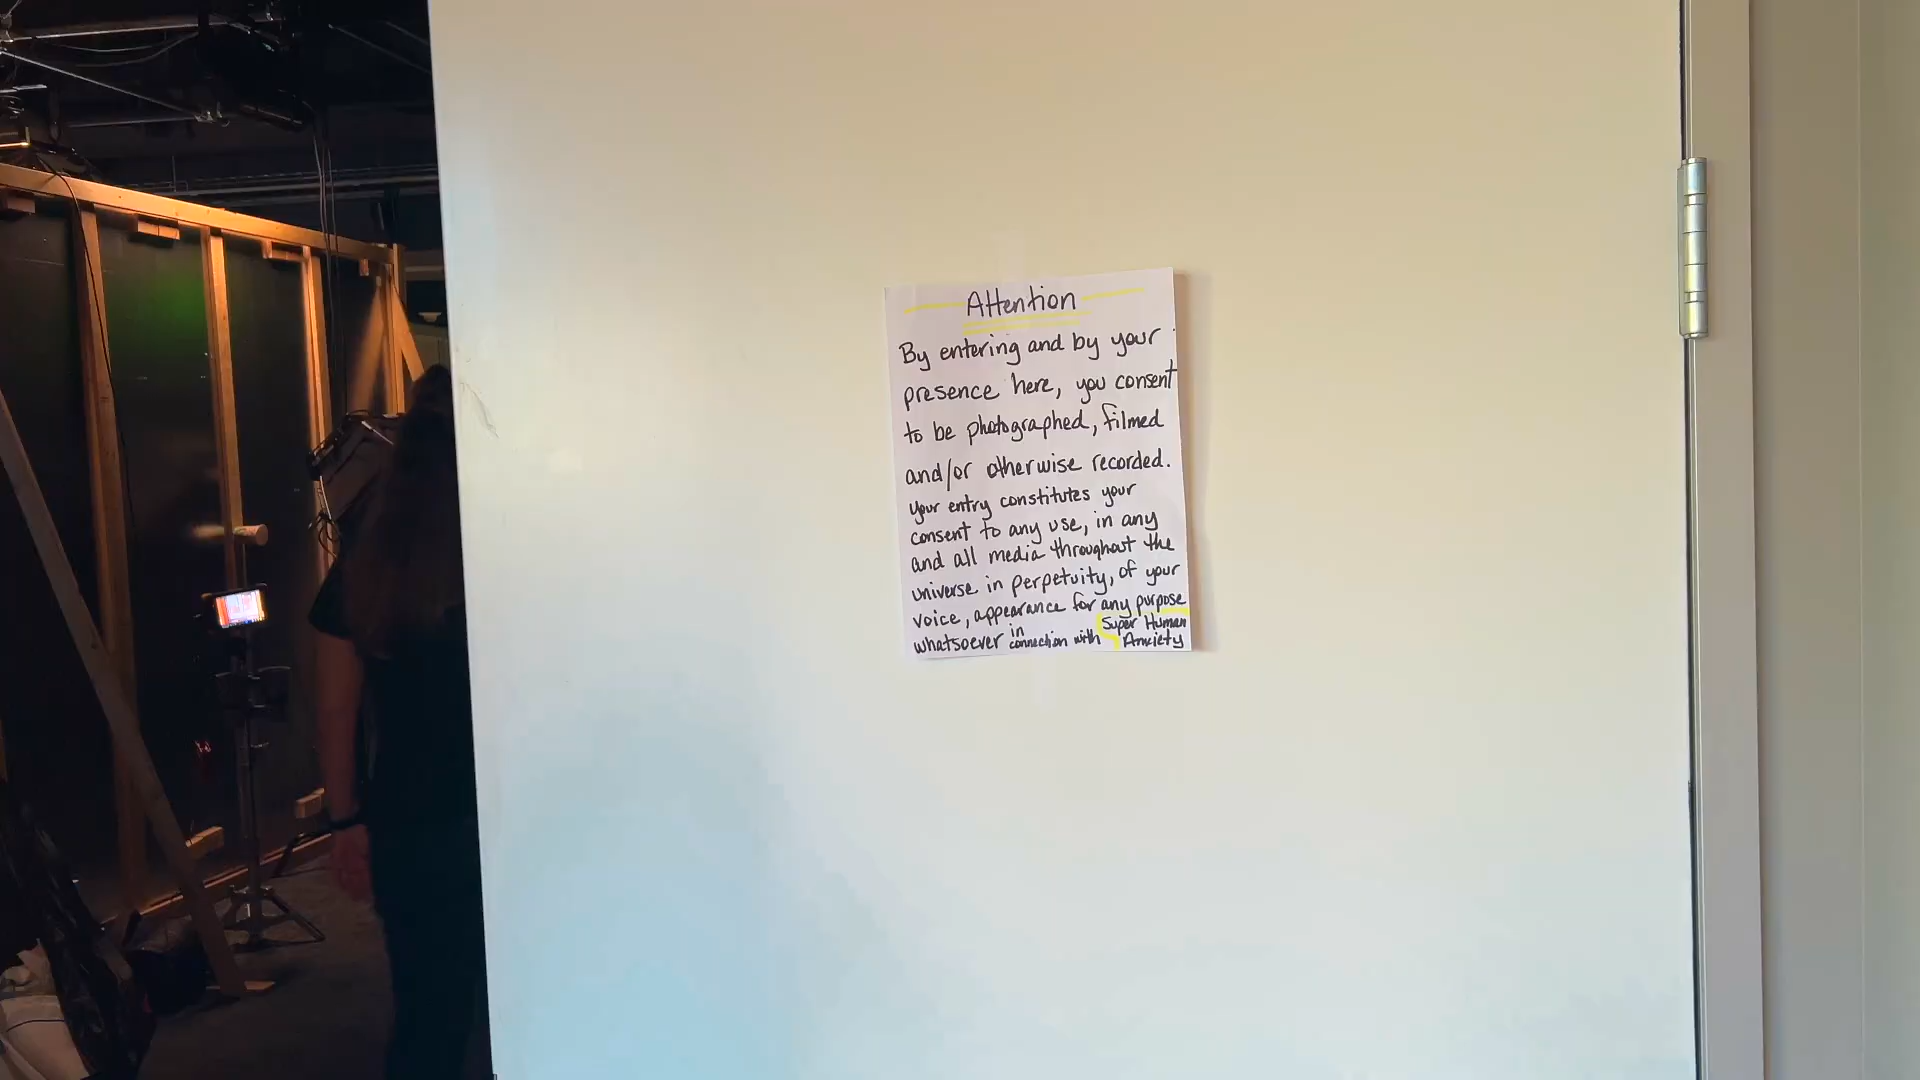 Attention
By entering and by your
presence here, you consent
to be photographed, filmed
and/or otherwise recorded.
Your entry constitutes your
consent to any use, in any
and all media throughout the
universe in perpetuity, of your
voice, appearance for any purpose
whatsoever in connection with Super Human
Anxiety